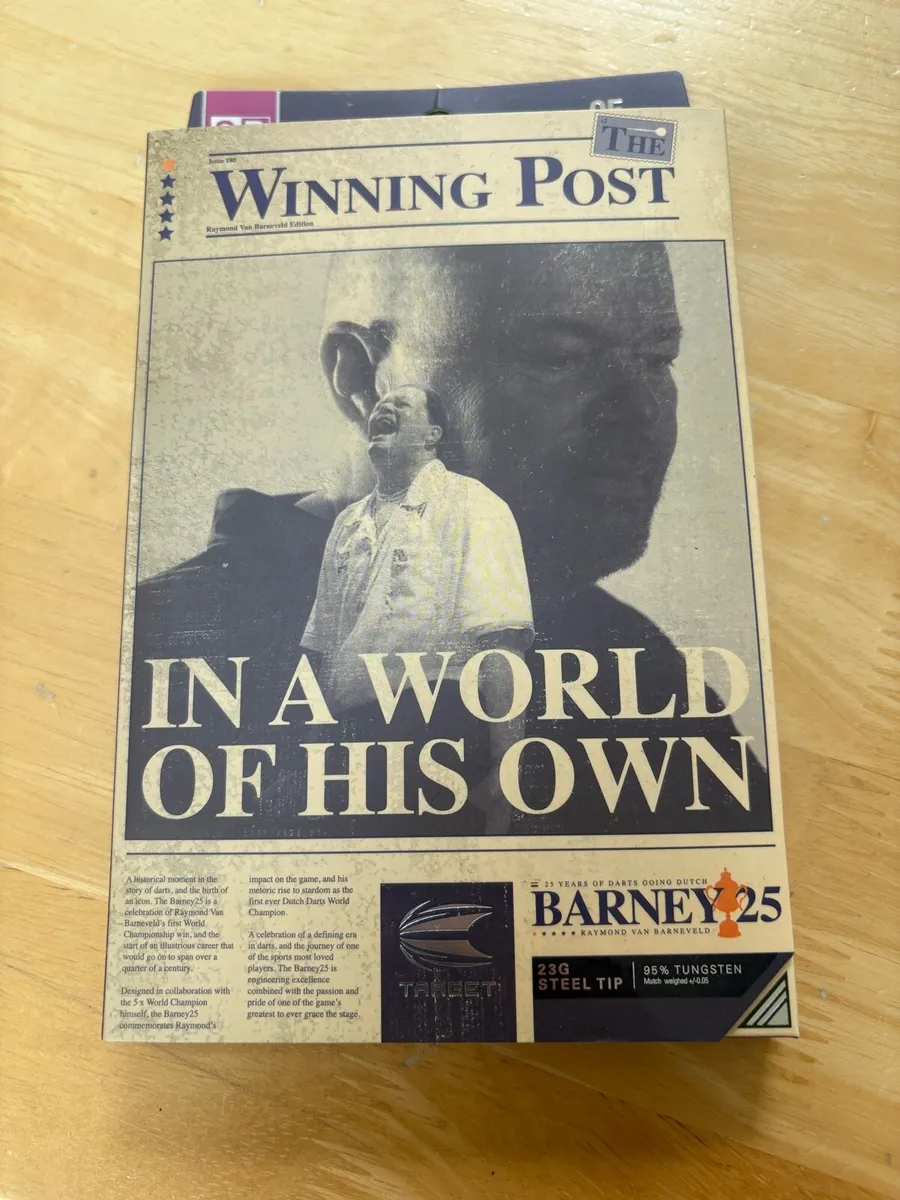 THE
Issue 180
WINNING POST
Raymond Van Barneveld Edition
IN A WORLD
OF HIS OWN
A historical moment in the
story of darts, and the birth of
an icon. The Barney25 is a
celebration of Raymond Van
Barneveld's first World
Championship win, and the
start of an illustrious career that
would go on to span over a
quarter of a century.
Designed in collaboration with
the 5 x World Champion
himself, the Barney25
commemorates Raymond's
impact on the game, and his
metoric rise to stardom as the
first ever Dutch Darts World
Champion.
A celebration of a defining era
in darts, and the journey of one
of the sports most loved
players. The Barney25 is
engineering excellence
combined with the passion and
pride of one of the game's
greatest to ever grace the stage.
TARGET
25 YEARS OF DARTS GOING DUTCH
BARNEY 25
RAYMOND VAN BARNEVELD
23G
STEEL TIP
95% TUNGSTEN
Match weighed +/-0.05